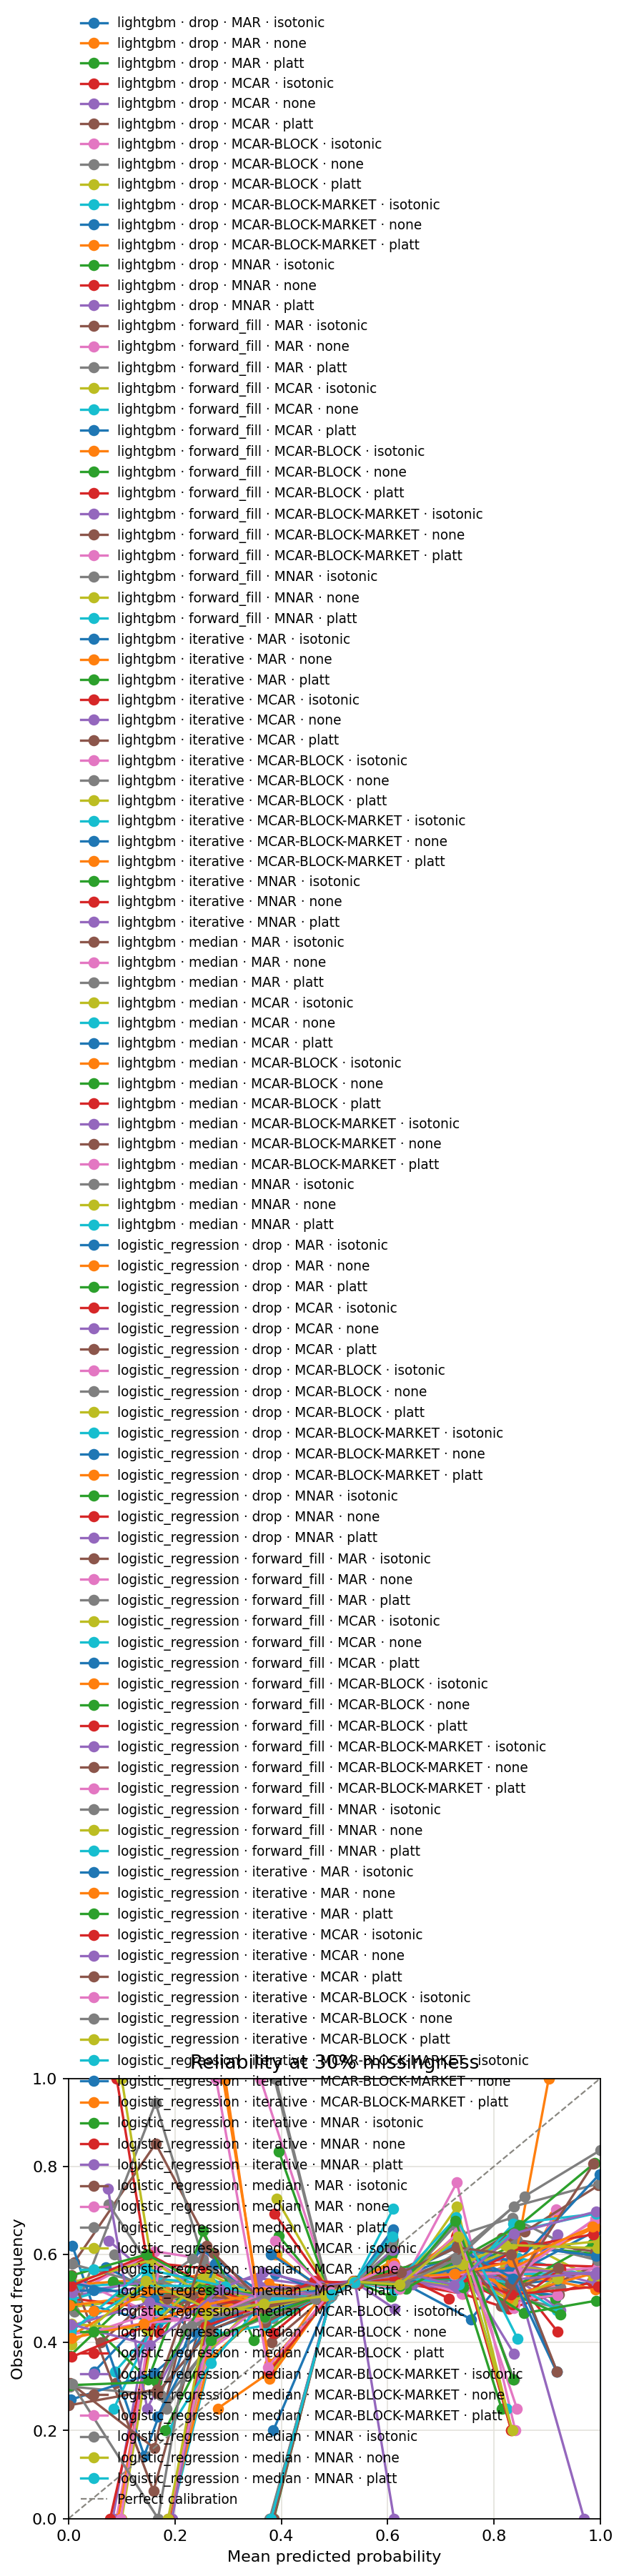 lightgbm · drop · MAR · isotonic
lightgbm · drop · MAR · none
lightgbm · drop · MAR · platt
lightgbm · drop · MCAR · isotonic
lightgbm · drop · MCAR · none
lightgbm · drop · MCAR · platt
lightgbm · drop · MCAR-BLOCK · isotonic
lightgbm · drop · MCAR-BLOCK · none
lightgbm · drop · MCAR-BLOCK · platt
lightgbm · drop · MCAR-BLOCK-MARKET · isotonic
lightgbm · drop · MCAR-BLOCK-MARKET · none
lightgbm · drop · MCAR-BLOCK-MARKET · platt
lightgbm · drop · MNAR · isotonic
lightgbm · drop · MNAR · none
lightgbm · drop · MNAR · platt
lightgbm · forward_fill · MAR · isotonic
lightgbm · forward_fill · MAR · none
lightgbm · forward_fill · MAR · platt
lightgbm · forward_fill · MCAR · isotonic
lightgbm · forward_fill · MCAR · none
lightgbm · forward_fill · MCAR · platt
lightgbm · forward_fill · MCAR-BLOCK · isotonic
lightgbm · forward_fill · MCAR-BLOCK · none
lightgbm · forward_fill · MCAR-BLOCK · platt
lightgbm · forward_fill · MCAR-BLOCK-MARKET · isotonic
lightgbm · forward_fill · MCAR-BLOCK-MARKET · none
lightgbm · forward_fill · MCAR-BLOCK-MARKET · platt
lightgbm · forward_fill · MNAR · isotonic
lightgbm · forward_fill · MNAR · none
lightgbm · forward_fill · MNAR · platt
lightgbm · iterative · MAR · isotonic
lightgbm · iterative · MAR · none
lightgbm · iterative · MAR · platt
lightgbm · iterative · MCAR · isotonic
lightgbm · iterative · MCAR · none
lightgbm · iterative · MCAR · platt
lightgbm · iterative · MCAR-BLOCK · isotonic
lightgbm · iterative · MCAR-BLOCK · none
lightgbm · iterative · MCAR-BLOCK · platt
lightgbm · iterative · MCAR-BLOCK-MARKET · isotonic
lightgbm · iterative · MCAR-BLOCK-MARKET · none
lightgbm · iterative · MCAR-BLOCK-MARKET · platt
lightgbm · iterative · MNAR · isotonic
lightgbm · iterative · MNAR · none
lightgbm · iterative · MNAR · platt
lightgbm · median · MAR · isotonic
lightgbm · median · MAR · none
lightgbm · median · MAR · platt
lightgbm · median · MCAR · isotonic
lightgbm · median · MCAR · none
lightgbm · median · MCAR · platt
lightgbm · median · MCAR-BLOCK · isotonic
lightgbm · median · MCAR-BLOCK · none
lightgbm · median · MCAR-BLOCK · platt
lightgbm · median · MCAR-BLOCK-MARKET · isotonic
lightgbm · median · MCAR-BLOCK-MARKET · none
lightgbm · median · MCAR-BLOCK-MARKET · platt
lightgbm · median · MNAR · isotonic
lightgbm · median · MNAR · none
lightgbm · median · MNAR · platt
logistic_regression · drop · MAR · isotonic
logistic_regression · drop · MAR · none
logistic_regression · drop · MAR · platt
logistic_regression · drop · MCAR · isotonic
logistic_regression · drop · MCAR · none
logistic_regression · drop · MCAR · platt
logistic_regression · drop · MCAR-BLOCK · isotonic
logistic_regression · drop · MCAR-BLOCK · none
logistic_regression · drop · MCAR-BLOCK · platt
logistic_regression · drop · MCAR-BLOCK-MARKET · isotonic
logistic_regression · drop · MCAR-BLOCK-MARKET · none
logistic_regression · drop · MCAR-BLOCK-MARKET · platt
logistic_regression · drop · MNAR · isotonic
logistic_regression · drop · MNAR · none
logistic_regression · drop · MNAR · platt
logistic_regression · forward_fill · MAR · isotonic
logistic_regression · forward_fill · MAR · none
logistic_regression · forward_fill · MAR · platt
logistic_regression · forward_fill · MCAR · isotonic
logistic_regression · forward_fill · MCAR · none
logistic_regression · forward_fill · MCAR · platt
logistic_regression · forward_fill · MCAR-BLOCK · isotonic
logistic_regression · forward_fill · MCAR-BLOCK · none
logistic_regression · forward_fill · MCAR-BLOCK · platt
logistic_regression · forward_fill · MCAR-BLOCK-MARKET · isotonic
logistic_regression · forward_fill · MCAR-BLOCK-MARKET · none
logistic_regression · forward_fill · MCAR-BLOCK-MARKET · platt
logistic_regression · forward_fill · MNAR · isotonic
logistic_regression · forward_fill · MNAR · none
logistic_regression · forward_fill · MNAR · platt
logistic_regression · iterative · MAR · isotonic
logistic_regression · iterative · MAR · none
logistic_regression · iterative · MAR · platt
logistic_regression · iterative · MCAR · isotonic
logistic_regression · iterative · MCAR · none
logistic_regression · iterative · MCAR · platt
logistic_regression · iterative · MCAR-BLOCK · isotonic
logistic_regression · iterative · MCAR-BLOCK · none
logistic_regression · iterative · MCAR-BLOCK · platt
logistic_regression · iterative · MCAR-BLOCK-MARKET · isotonic
Reliability at 30% missingness
logistic_regression · iterative · MCAR-BLOCK-MARKET · none
logistic_regression · iterative · MCAR-BLOCK-MARKET · platt
logistic_regression · iterative · MNAR · isotonic
logistic_regression · iterative · MNAR · none
logistic_regression · iterative · MNAR · platt
logistic_regression · median · MAR · isotonic
logistic_regression · median · MAR · none
logistic_regression · median · MAR · platt
logistic_regression · median · MCAR · isotonic
logistic_regression · median · MCAR · none
logistic_regression · median · MCAR · platt
logistic_regression · median · MCAR-BLOCK · isotonic
logistic_regression · median · MCAR-BLOCK · none
logistic_regression · median · MCAR-BLOCK · platt
logistic_regression · median · MCAR-BLOCK-MARKET · isotonic
logistic_regression · median · MCAR-BLOCK-MARKET · none
logistic_regression · median · MCAR-BLOCK-MARKET · platt
logistic_regression · median · MNAR · isotonic
logistic_regression · median · MNAR · none
logistic_regression · median · MNAR · platt
Perfect calibration
Observed frequency
1.0
0.8
0.6
0.4
0.2
0.0
0.0 0.2 0.4 0.6 0.8 1.0
Mean predicted probability